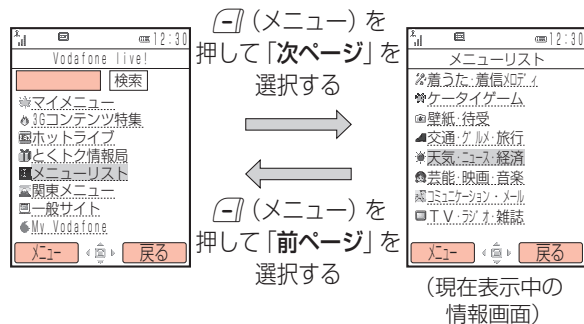 12:30
Vodafone live!
検索
マイメニュー
3Gコンテンツ特集
ホットライブ
とくトク情報局
メニューリスト
関東メニュー
一般サイト
My Vodafone
メニュー
戻る
(メニュー)を
押して「次ページ」を
選択する
(メニュー)を
押して「前ページ」を
選択する
12:30
メニューリスト
着うた・着信メロディ
ケータイゲーム
壁紙・待受
交通・グルメ・旅行
天気・ニュース・経済
芸能・映画・音楽
コミュニケーション・メール
TV・ラジオ・雑誌
メニュー
戻る
(現在表示中の
情報画面)